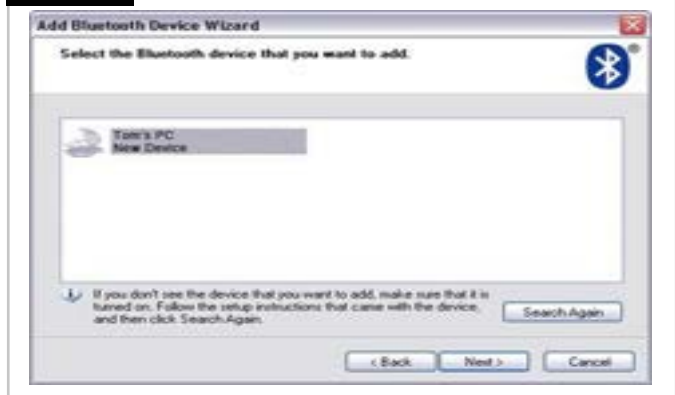 Add Bluetooth Device Wizard
Select the Bluetooth device that you want to add.
®
Tom's PC
New Device
If you don't see the device that you want to add, make sure that it is
turned on. Follow the setup instructions that came with the device,
and then click Search Again.
Search Again
< Back
Next >
Cancel